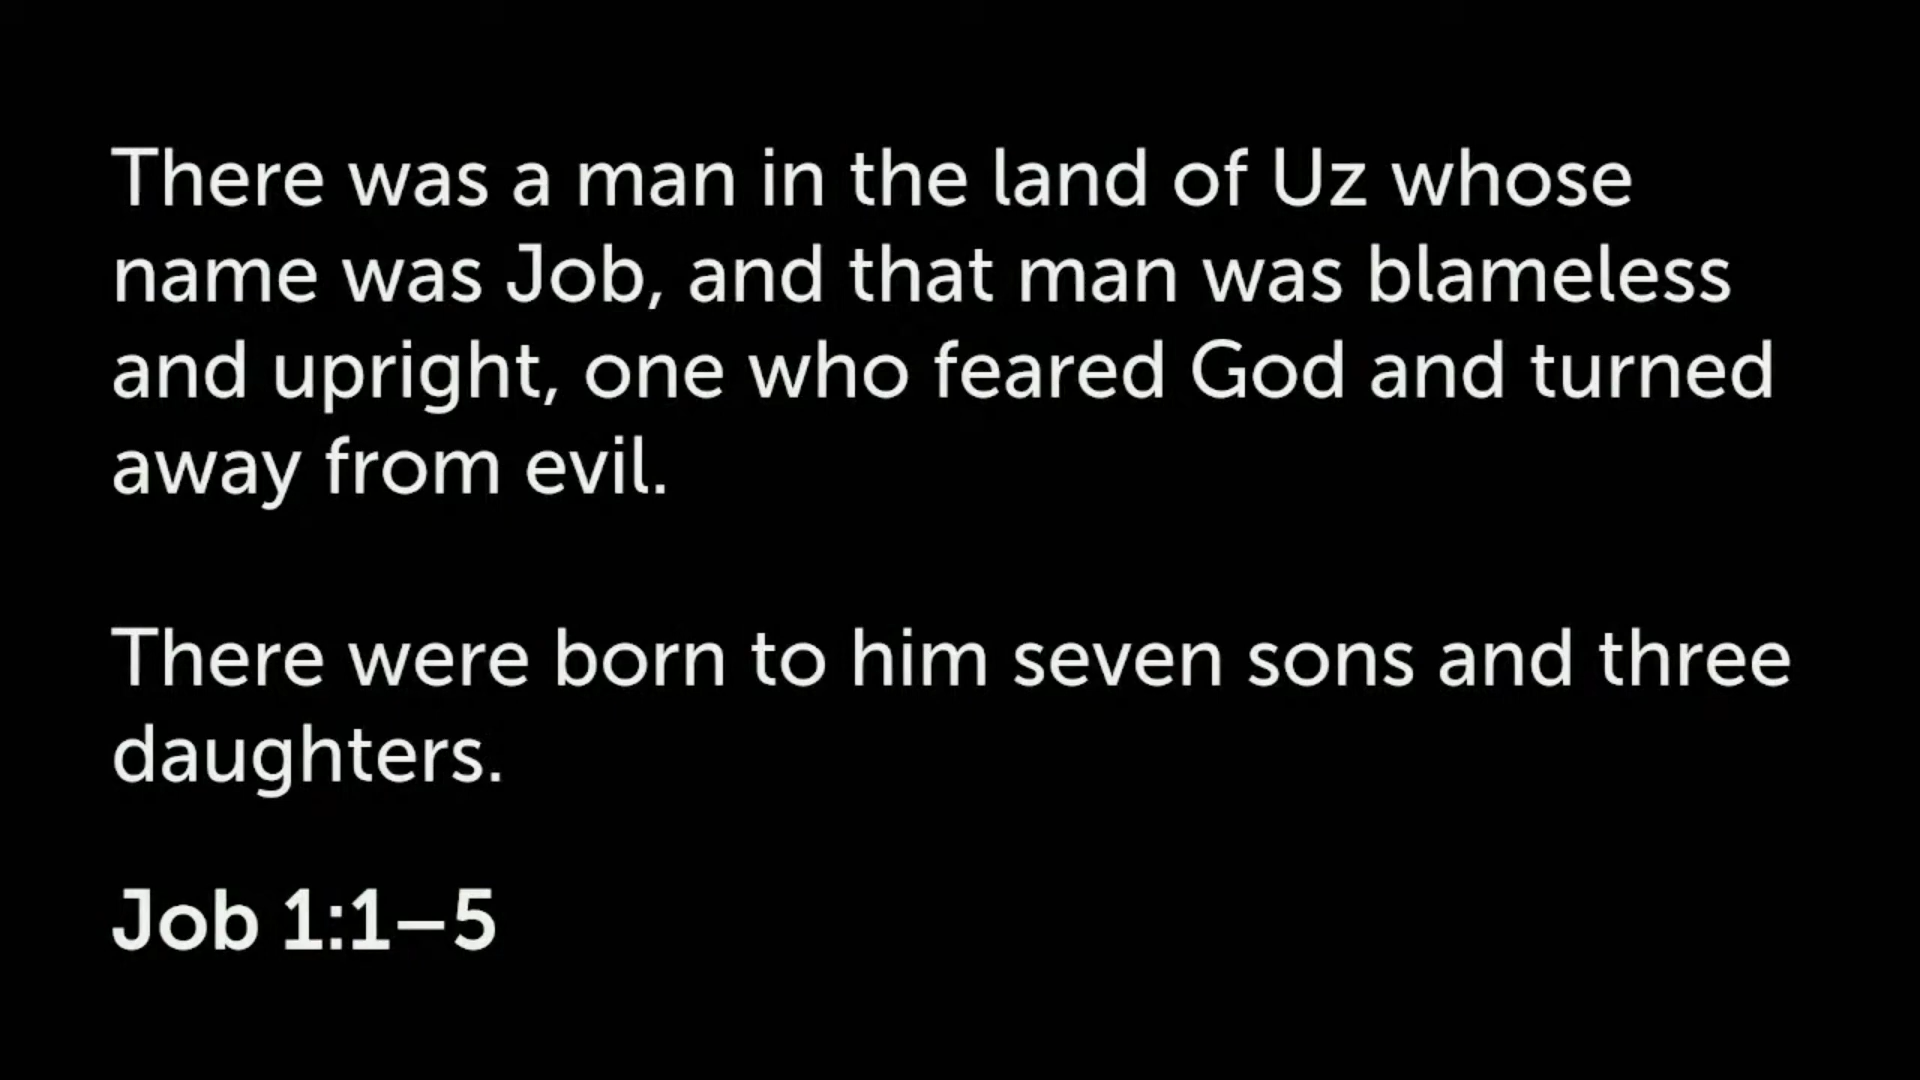 There was a man in the land of Uz whose
name was Job, and that man was blameless
and upright, one who feared God and turned
away from evil.
There were born to him seven sons and three
daughters.
Job 1:1–5